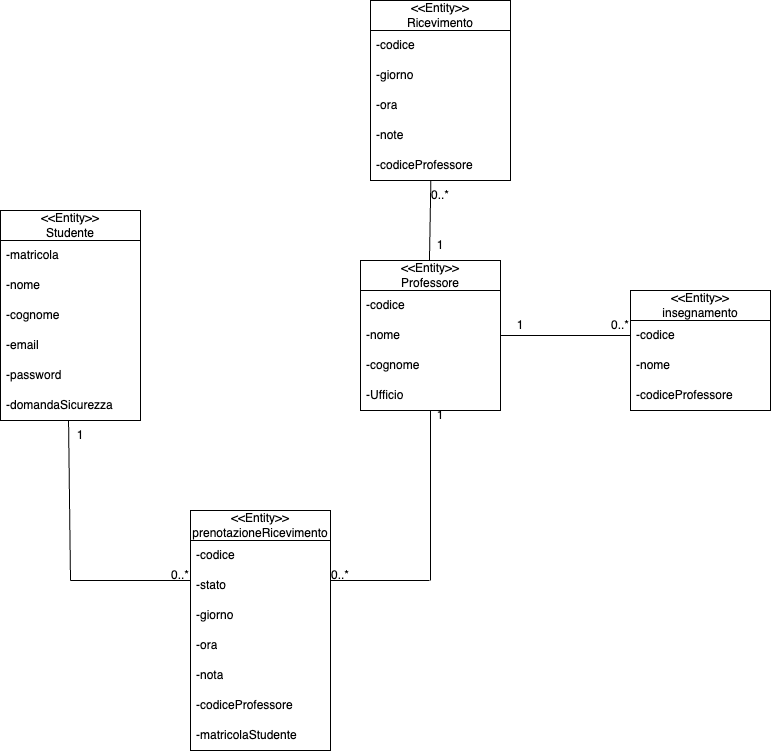 <<Entity>>
Ricevimento
-codice
-giorno
-ora
-note
-codiceProfessore
0..*
1
<<Entity>>
Studente
-matricola
-nome
-cognome
-email
-password
-domandaSicurezza
1
<<Entity>>
Professore
-codice
-nome
-cognome
-Ufficio
1
1
0..*
<<Entity>>
insegnamento
-codice
-nome
-codiceProfessore
<<Entity>>
prenotazioneRicevimento
-codice
-stato
-giorno
-ora
-nota
-codiceProfessore
-matricolaStudente
0..*
0..*